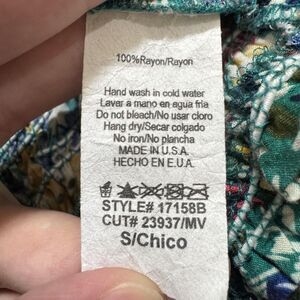 100%Rayon/Rayon
Hand wash in cold water
Lavar a mano en agua fria
Do not bleach/No usar cloro
Hang dry/Secar colgado
No iron/No plancha
MADE IN U.S.A.
HECHO EN E.U.A.
STYLE# 17158B
CUT# 23937/MV
S/Chico